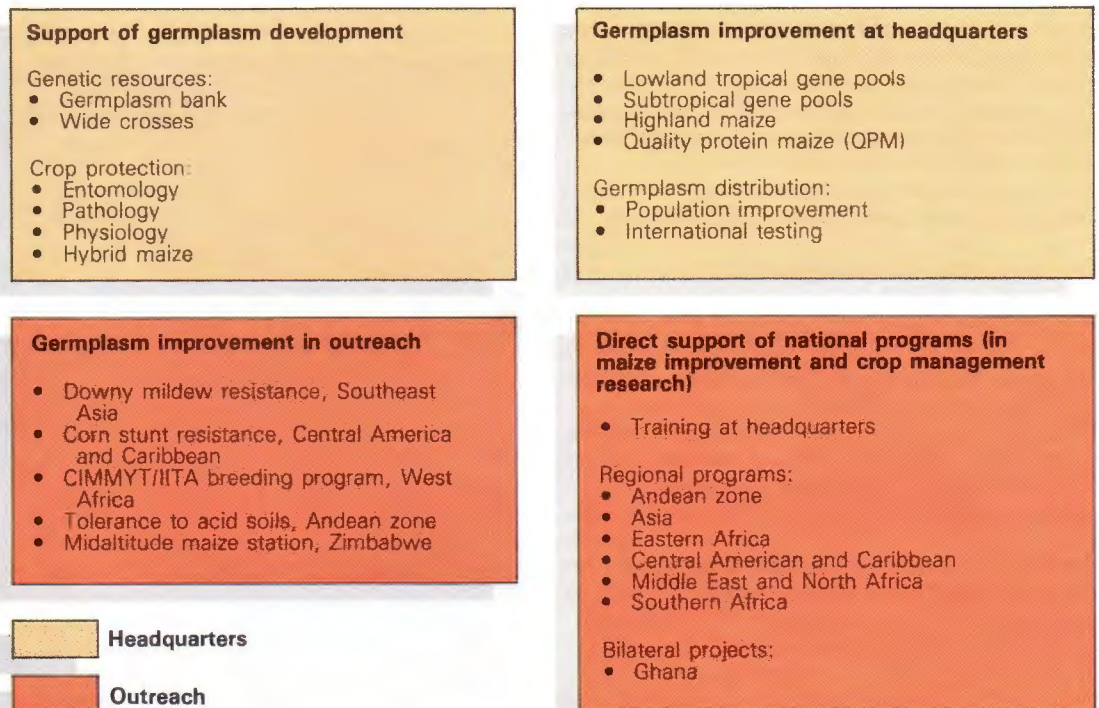 Support of germplasm development
Genetic resources:
• Germplasm bank
• Wide crosses
Crop protection:
• Entomology
• Pathology
• Physiology
• Hybrid maize
Germplasm improvement at headquarters
• Lowland tropical gene pools
• Subtropical gene pools
• Highland maize
• Quality protein maize (QPM)
Germplasm distribution:
• Population improvement
• International testing
Germplasm improvement in outreach
• Downy mildew resistance, Southeast
Asia
• Corn stunt resistance, Central America
and Caribbean
• CIMMYT/IITA breeding program, West
Africa
• Tolerance to acid soils, Andean zone
• Midaltitude maize station, Zimbabwe
Direct support of national programs (in
maize improvement and crop management
research)
• Training at headquarters
Regional programs:
• Andean zone
• Asia
• Eastern Africa
• Central American and Caribbean
• Middle East and North Africa
• Southern Africa
Bilateral projects:
• Ghana
Headquarters
Outreach